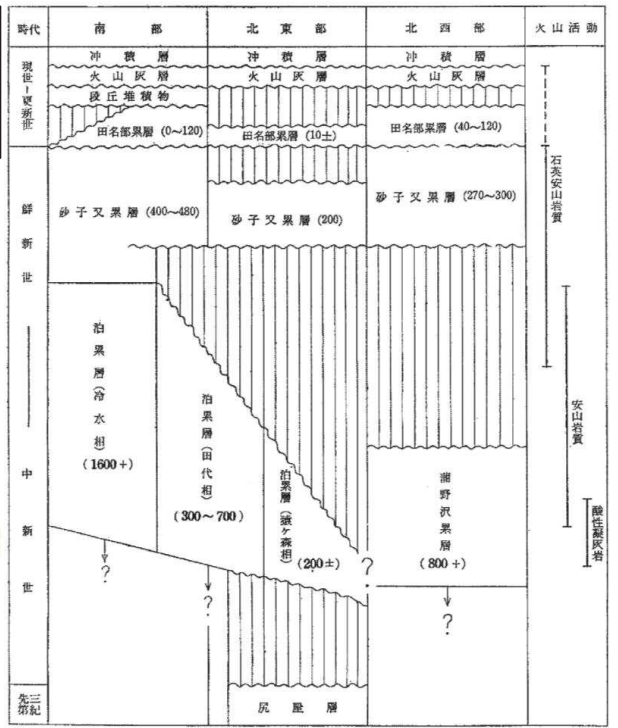 時代 南部 北東部 北西部 火山活動
現世~更新世
冲積層 冲積層 冲積層
火山灰層 火山灰層 火山灰層
段丘堆積物
田名部累層 (0~120) 田名部累層 (10±) 田名部累層 (40~120)
鮮新世
砂子又累層 (400~480) 砂子又累層 (200) 砂子又累層 (270~300)
石英安山岩質
中新世
泊累層(冷水相)
(1600+)
泊累層(田代相)
(300~700)
泊累層(猿ヶ森相)
(200±)
蒲野沢累層
(800+)
安山岩質
酸性凝灰岩
?
?
?
?
先第三紀
尻屋層